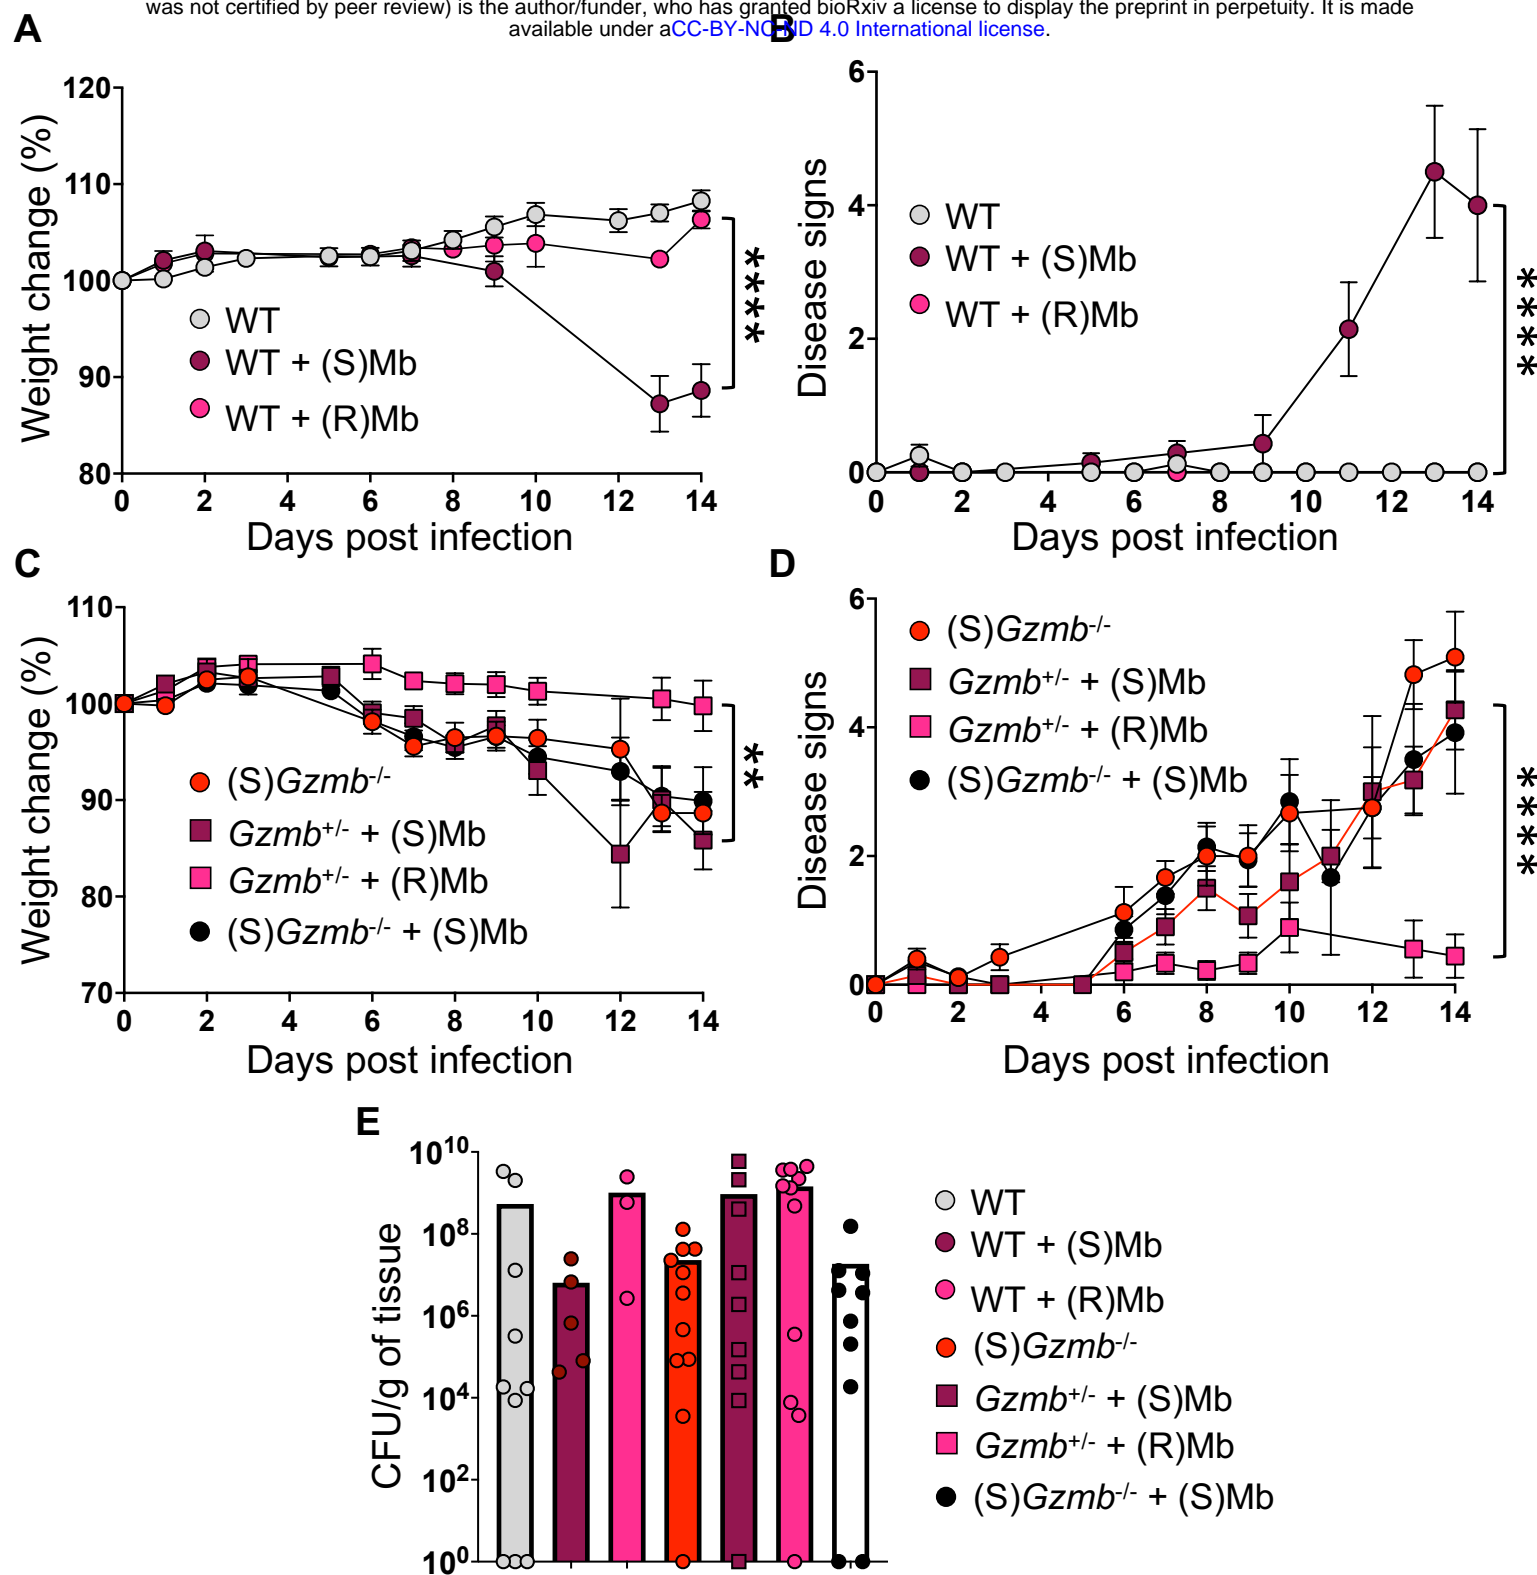 was not certified by peer review) is the author/funder, who has granted bioRxiv a license to display the preprint in perpetuity. It is made
available under aCC-BY-NC-ND 4.0 International license.
A
Weight change (%)
120
110
100
90
80
0 2 4 6 8 10 12 14
Days post infection
WT
WT + (S)Mb
WT + (R)Mb
****
B
Disease signs
6
4
2
0
0 2 4 6 8 10 12 14
Days post infection
WT
WT + (S)Mb
WT + (R)Mb
****
C
Weight change (%)
110
100
90
80
70
0 2 4 6 8 10 12 14
Days post infection
(S)Gzmb-/-
Gzmb+/- + (S)Mb
Gzmb+/- + (R)Mb
(S)Gzmb-/- + (S)Mb
**
D
Disease signs
6
4
2
0
0 2 4 6 8 10 12 14
Days post infection
(S)Gzmb-/-
Gzmb+/- + (S)Mb
Gzmb+/- + (R)Mb
(S)Gzmb-/- + (S)Mb
****
E
CFU/g of tissue
10^10
10^8
10^6
10^4
10^2
10^0
WT
WT + (S)Mb
WT + (R)Mb
(S)Gzmb-/-
Gzmb+/- + (S)Mb
Gzmb+/- + (R)Mb
(S)Gzmb-/- + (S)Mb